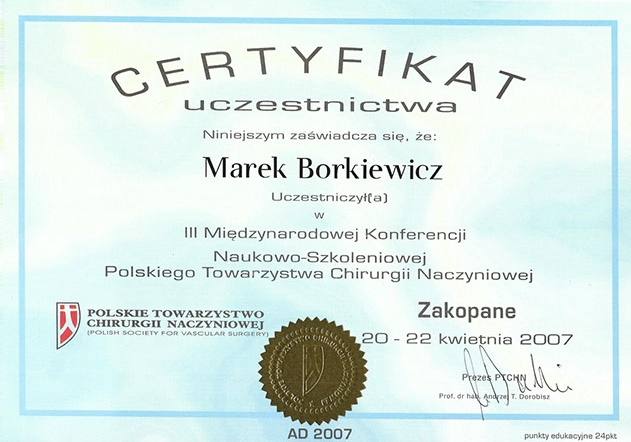 CERTYFIKAT
uczestnictwa
Niniejszym zaświadcza się, że:
Marek Borkiewicz
Uczestniczył(a)
w
III Międzynarodowej Konferencji
Naukowo-Szkoleniowej
Polskiego Towarzystwa Chirurgii Naczyniowej
POLSKIE TOWARZYSTWO
CHIRURGII NACZYNIOWEJ
(POLISH SOCIETY FOR VASCULAR SURGERY)
Zakopane
20 - 22 kwietnia 2007
Prezes PTCHN
Prof. dr hab. Andrzej T. Dorobisz
AD 2007
punkty edukacyjne 24pkt